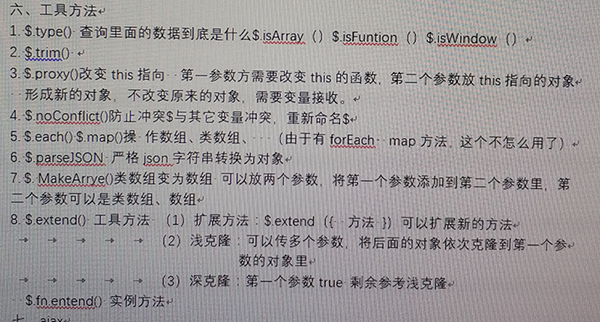 六、工具方法
1. $.type() 查询里面的数据到底是什么$.isArray（）$.isFuntion（）$.isWindow（）
2. $.trim()
3. $.proxy()改变 this 指向 第一参数方需要改变 this 的函数，第二个参数放 this 指向的对象
形成新的对象，不改变原来的对象，需要变量接收。
4. $.noConflict()防止冲突$与其它变量冲突，重新命名$
5. $.each() $.map()操 作数组、类数组、···（由于有 forEach map 方法，这个不怎么用了）
6. $.parseJSON 严格 json 字符串转换为对象
7. $. MakeArrye()类数组变为数组 可以放两个参数，将第一个参数添加到第二个参数里，第
二个参数可以是类数组、数组
8. $.extend() 工具方法 （1）扩展方法：$.extend（{ 方法 }）可以扩展新的方法
（2）浅克隆：可以传多个参数，将后面的对象依次克隆到第一个参
数的对象里
（3）深克隆：第一个参数 true 剩余参考浅克隆
$.fn.entend() 实例方法
七、ajax